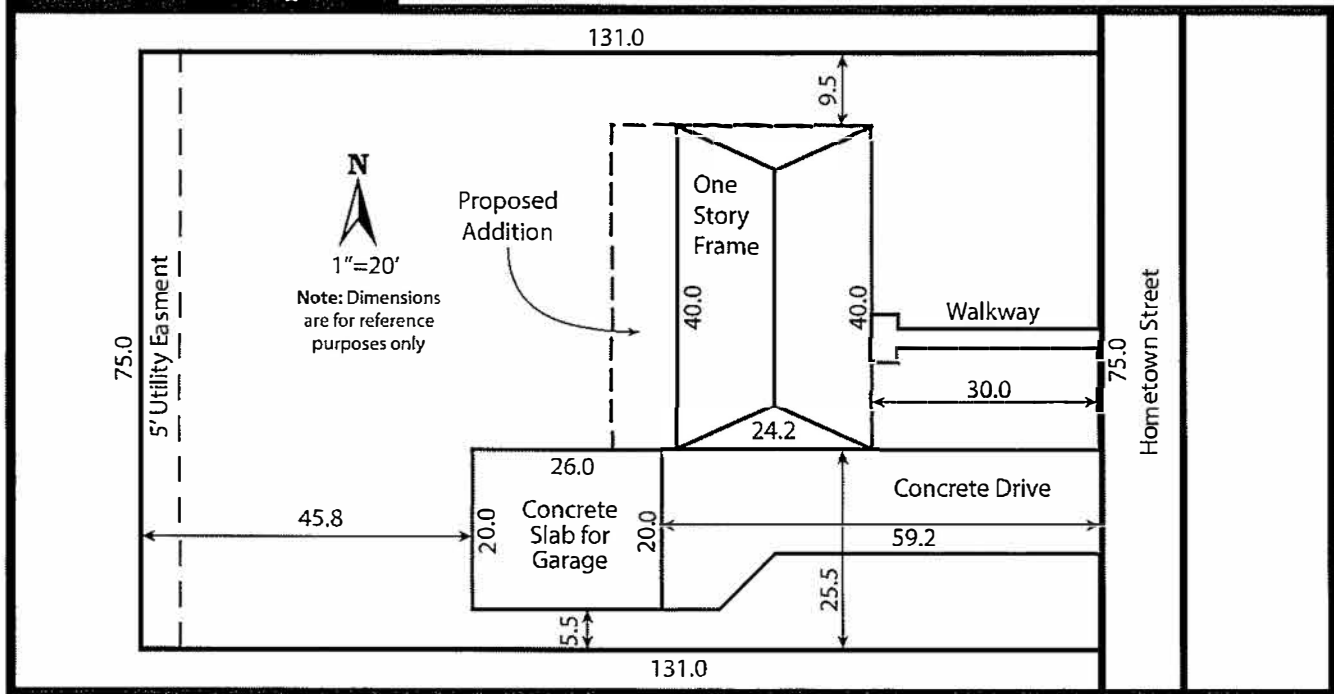 131.0
9.5
N
1"=20'
Note: Dimensions
are for reference
purposes only
Proposed
Addition
One
Story
Frame
40.0
40.0
Walkway
75.0
5' Utility Easment
75.0
Hometown Street
30.0
24.2
26.0
Concrete
Slab for
Garage
20.0
20.0
45.8
Concrete Drive
59.2
25.5
5.5
131.0